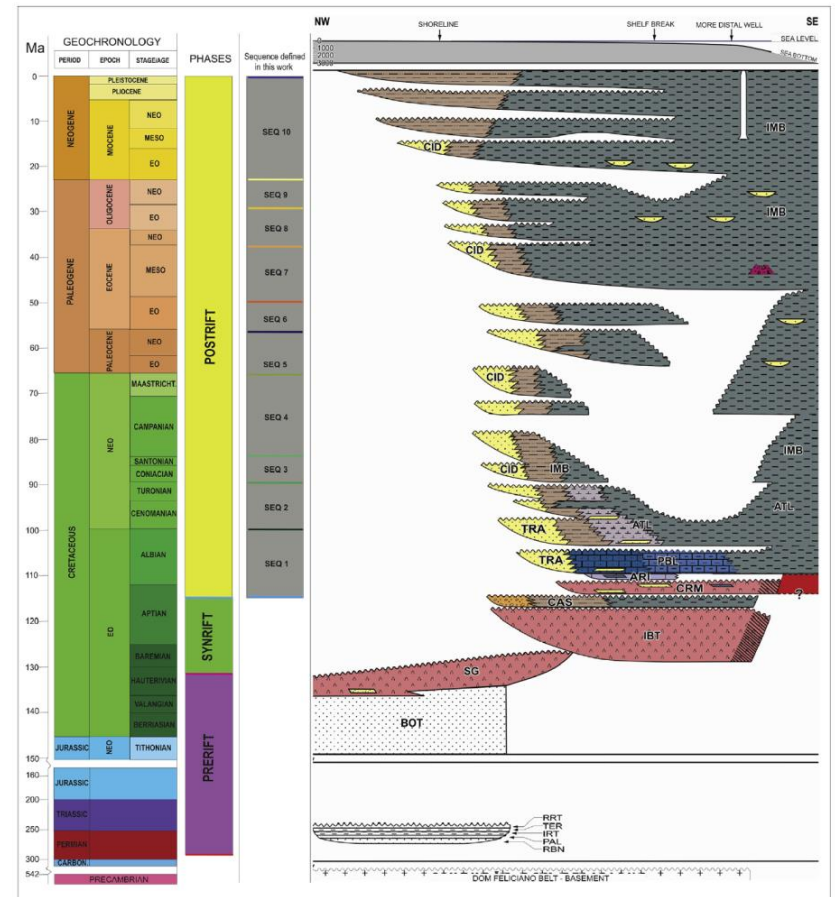 NW
SE
SHORELINE
SHELF BREAK
MORE DISTAL WELL
Ma
GEOCHRONOLOGY
PERIOD
EPOCH
STAGE/AGE
PHASES
Sequence defined
in this work
0
1000
2000
3000
SEA LEVEL
SEA BOTTOM
0
10
20
30
40
50
60
70
80
90
100
110
120
130
140
150
160
200
250
300
542
NEOGENE
PALEOGENE
CRETACEOUS
JURASSIC
JURASSIC
TRIASSIC
PERMIAN
CARBON.
PRECAMBRIAN
PLEISTOCENE
PLIOCENE
MIOCENE
OLIGOCENE
EOCENE
PALEOCENE
NEO
EO
NEO
NEO
MESO
EO
NEO
EO
NEO
MESO
EO
NEO
EO
MAASTRICHT.
CAMPANIAN
SANTONIAN
CONIACIAN
TURONIAN
CENOMANIAN
ALBIAN
APTIAN
BAREMIAN
HAUTERIVIAN
VALANGIAN
BERRIASIAN
TITHONIAN
POSTRIFT
SYNRIFT
PRERIFT
SEQ 10
SEQ 9
SEQ 8
SEQ 7
SEQ 6
SEQ 5
SEQ 4
SEQ 3
SEQ 2
SEQ 1
IMB
CID
IMB
CID
CID
IMB
CID
IMB
ATL
TRA
ATL
TRA
PBL
ARI
CRM
?
CAS
IBT
SG
BOT
RRT
TER
IRT
PAL
RBN
DOM FELICIANO BELT - BASEMENT